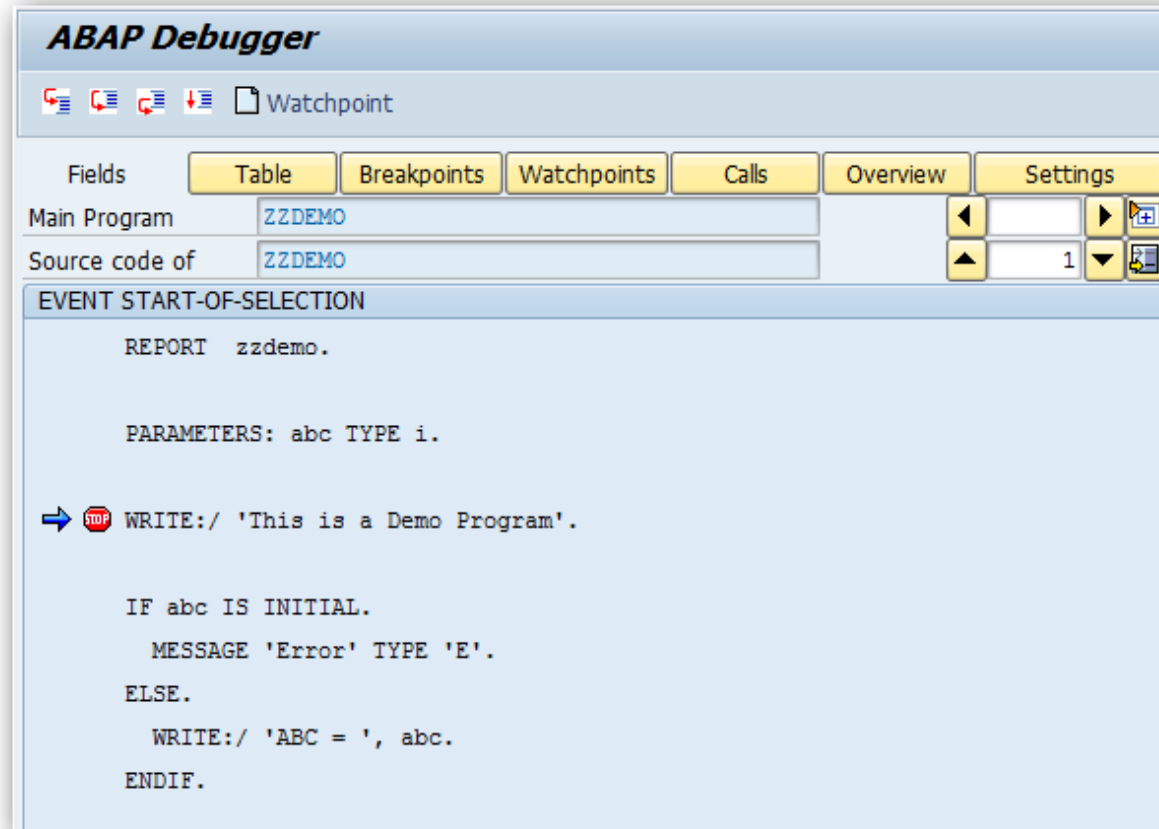 ABAP Debugger
Watchpoint
Fields Table Breakpoints Watchpoints Calls Overview Settings
Main Program ZZDEMO
Source code of ZZDEMO 1
EVENT START-OF-SELECTION
REPORT  zzdemo.
PARAMETERS: abc TYPE i.
STOP WRITE:/ 'This is a Demo Program'.
IF abc IS INITIAL.
MESSAGE 'Error' TYPE 'E'.
ELSE.
WRITE:/ 'ABC = ', abc.
ENDIF.